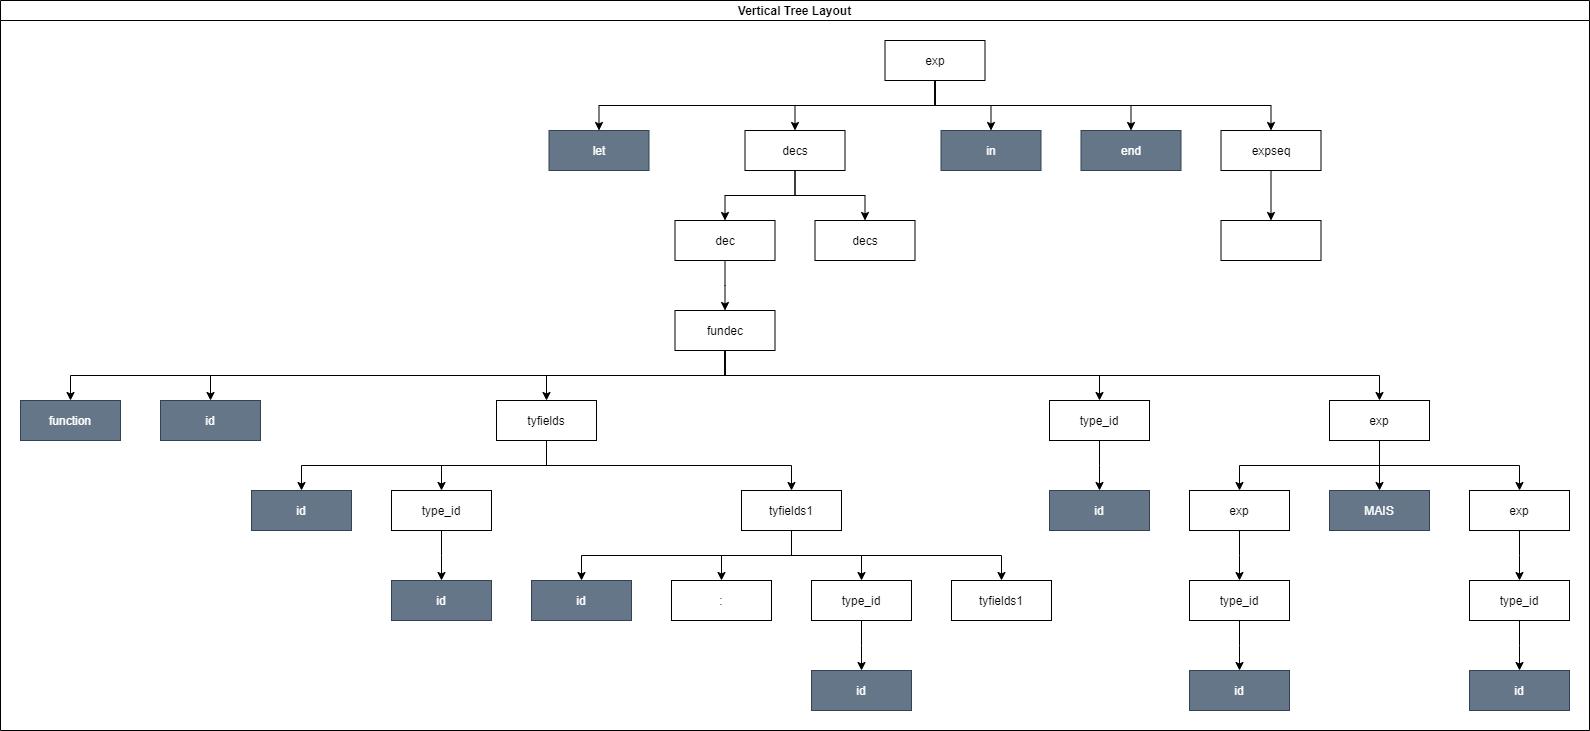 Vertical Tree Layout
exp
let decs in end expseq
dec decs
fundec
function id tyfields type_id exp
id type_id tyfields1 id exp MAIS exp
id id : type_id tyfields1 type_id type_id
id id id